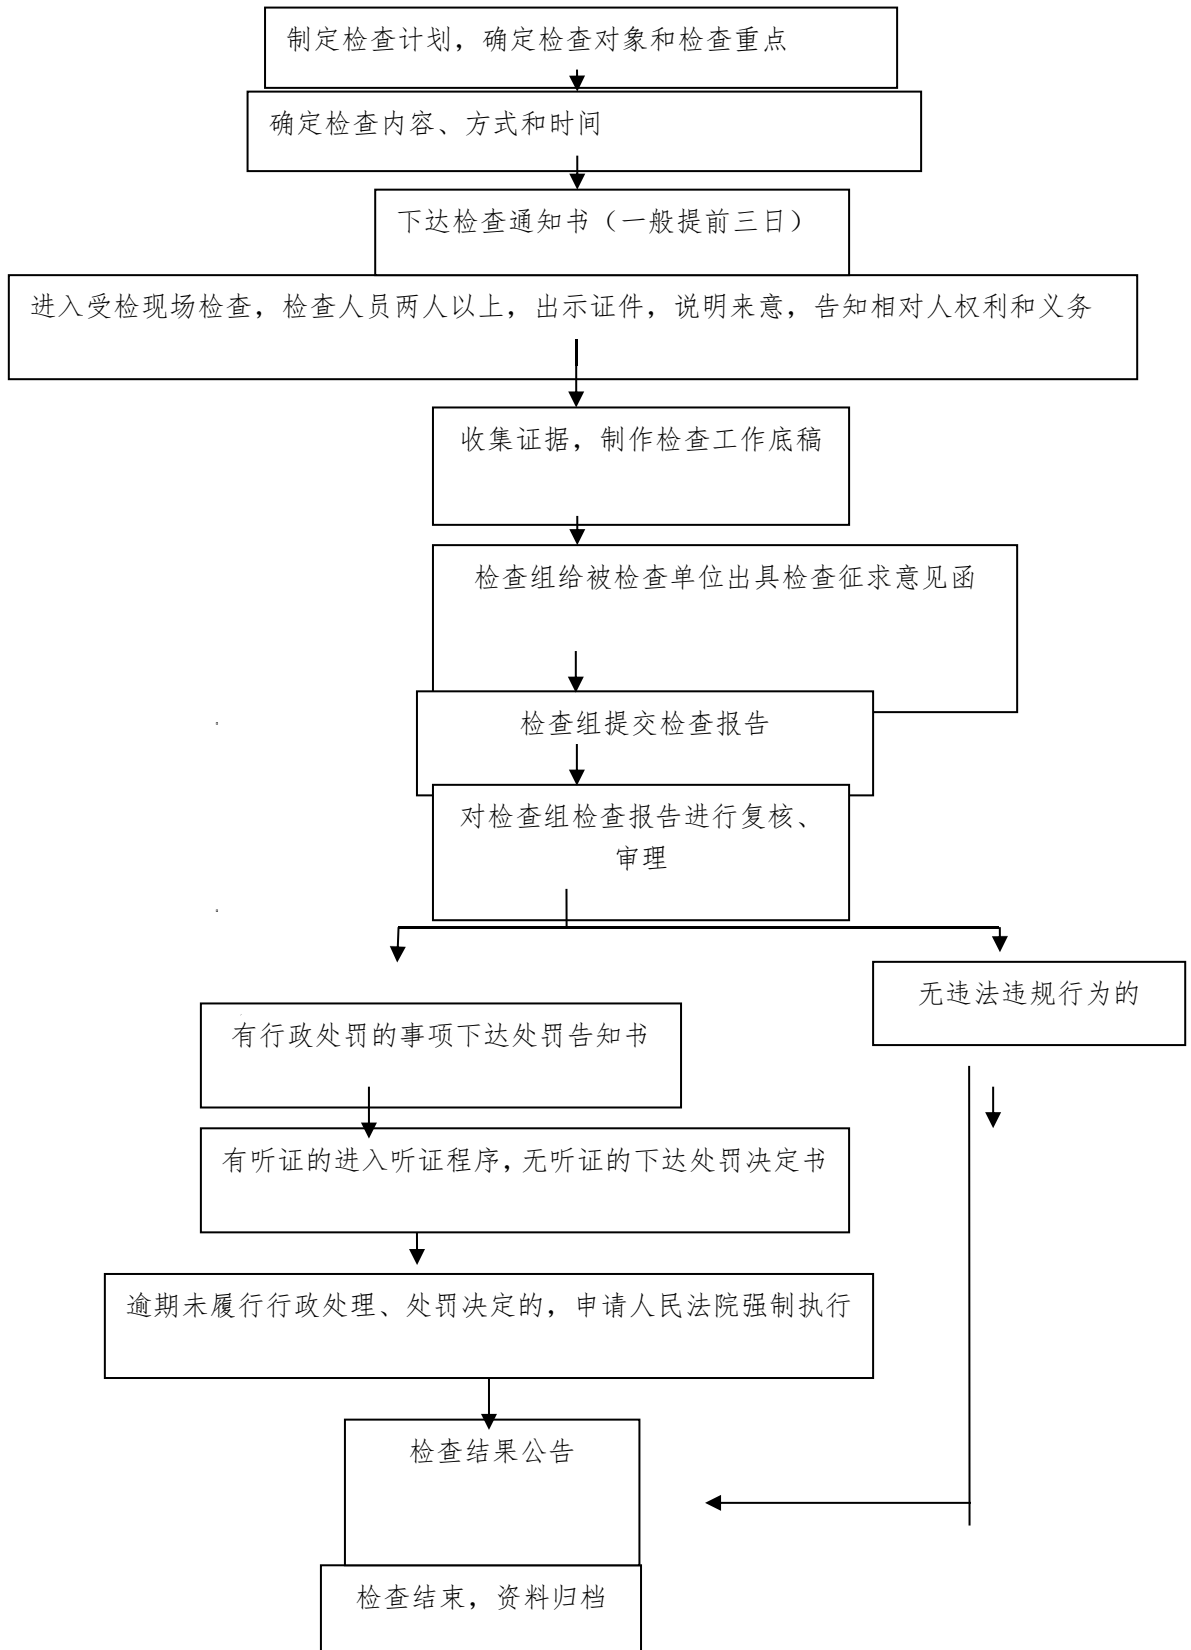 制定检查计划，确定检查对象和检查重点
确定检查内容、方式和时间
下达检查通知书（一般提前三日）
进入受检现场检查，检查人员两人以上，出示证件，说明来意，告知相对人权利和义务
收集证据，制作检查工作底稿
检查组给被检查单位出具检查征求意见函
检查组提交检查报告
对检查组检查报告进行复核、
审理
无违法违规行为的
有行政处罚的事项下达处罚告知书
有听证的进入听证程序，无听证的下达处罚决定书
逾期未履行行政处理、处罚决定的，申请人民法院强制执行
检查结果公告
检查结束，资料归档